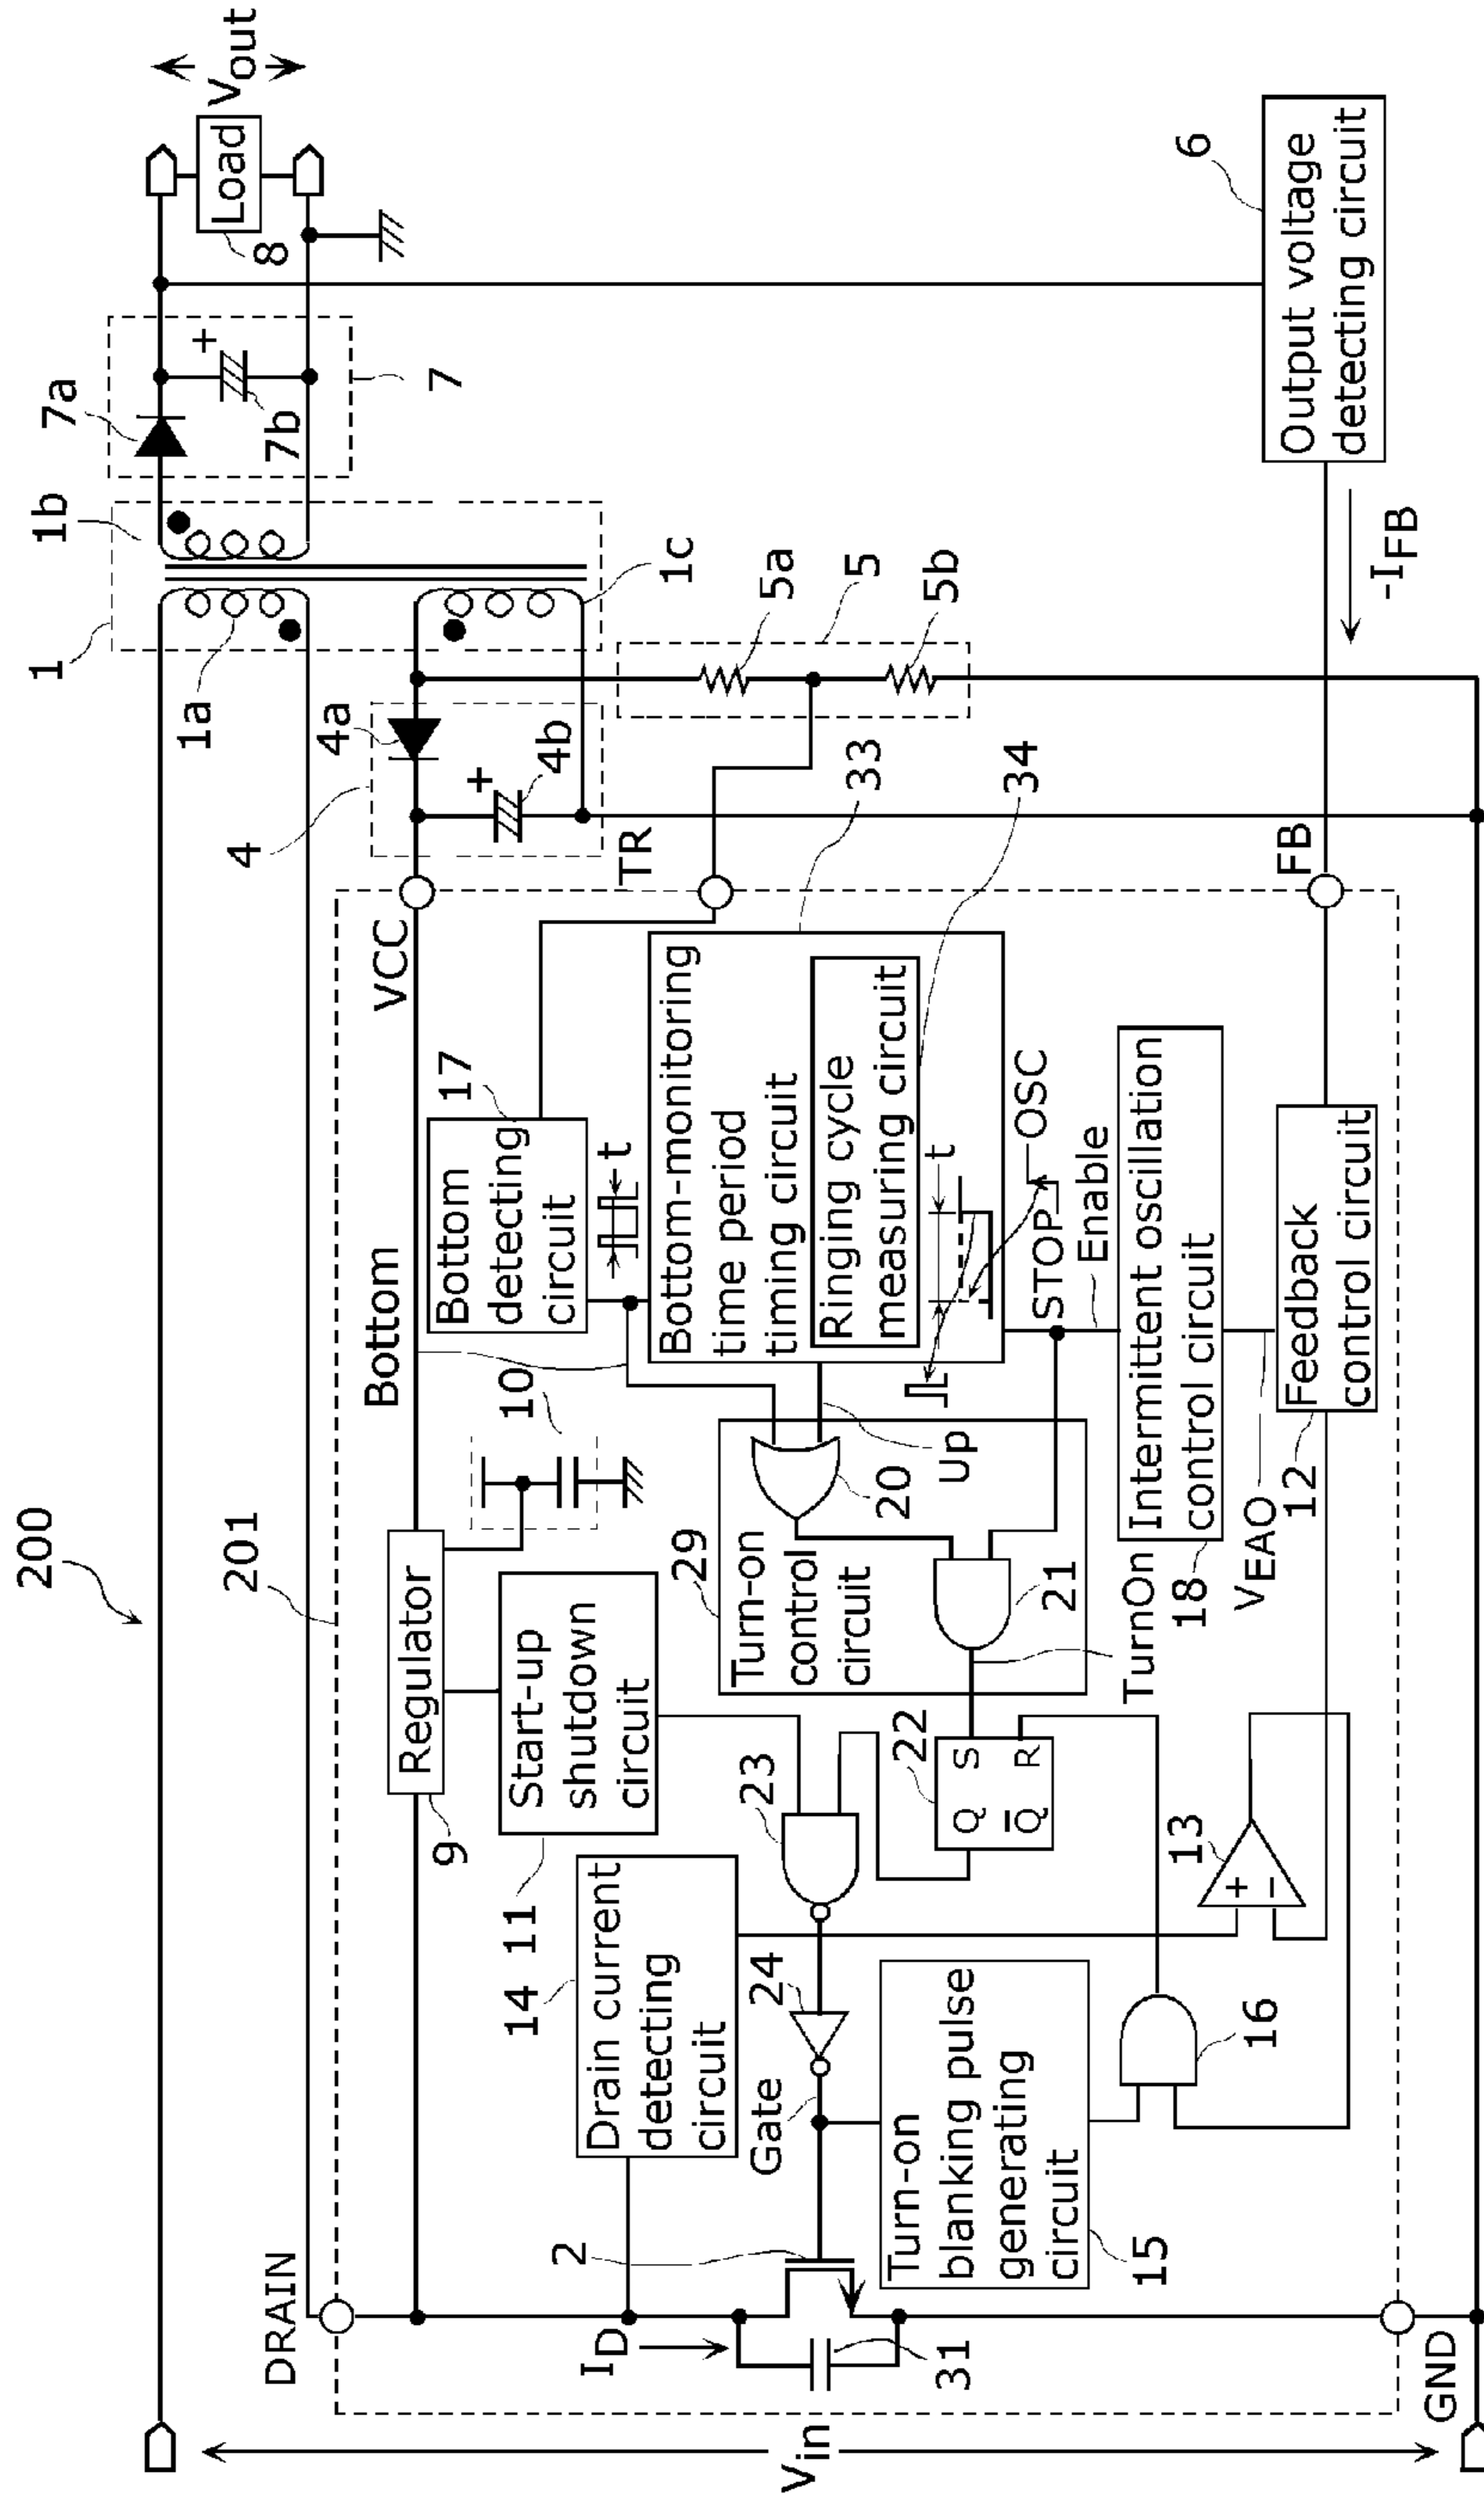 200
1
1a
1b
1c
7a
7b
+
7
8
Load
Vout
201
DRAIN
4
4a
4b
+
5a
5
5b
TR
VCC
Bottom
9
Regulator
10
17
Bottom
detecting
circuit
t
33
34
Bottom-monitoring
time period
timing circuit
Ringing cycle
measuring circuit
t
OSC
STOP
Enable
11
Start-up
shutdown
circuit
29
Turn-on
control
circuit
20
Up
21
TurnOn
14
Drain current
detecting
circuit
23
24
22
Q
S
Q
R
Gate
2
ID
31
15
Turn-on
blanking pulse
generating
circuit
16
13
+
−
18
Intermittent oscillation
control circuit
VEAO
12
Feedback
control circuit
FB
-IFB
6
Output voltage
detecting circuit
Vin
GND